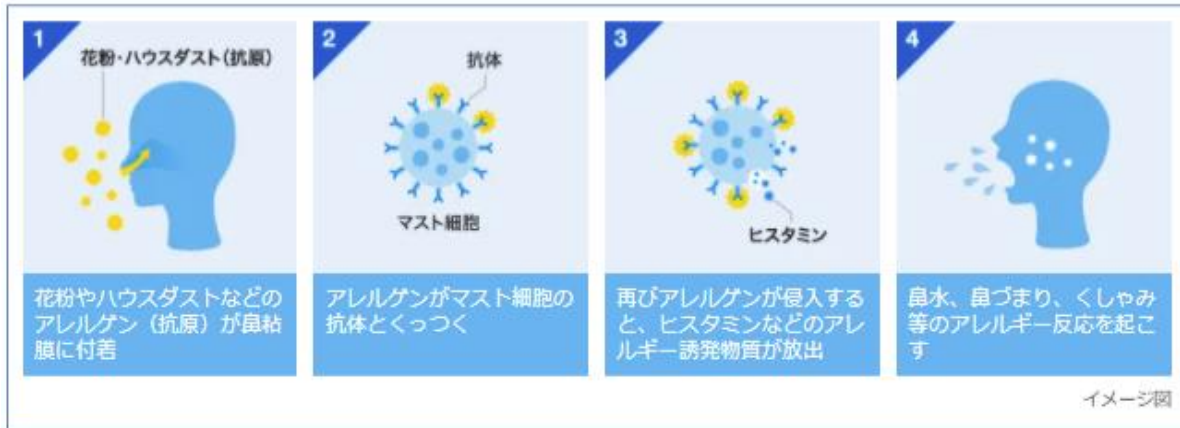 1
花粉・ハウスダスト(抗原)
花粉やハウスダストなどの
アレルゲン(抗原)が鼻粘
膜に付着
2
抗体
マスト細胞
アレルゲンがマスト細胞の
抗体とくっつく
3
ヒスタミン
再びアレルゲンが侵入する
と、ヒスタミンなどのアレ
ルギー誘発物質が放出
4
鼻水、鼻づまり、くしゃみ
等のアレルギー反応を起こ
す
イメージ図